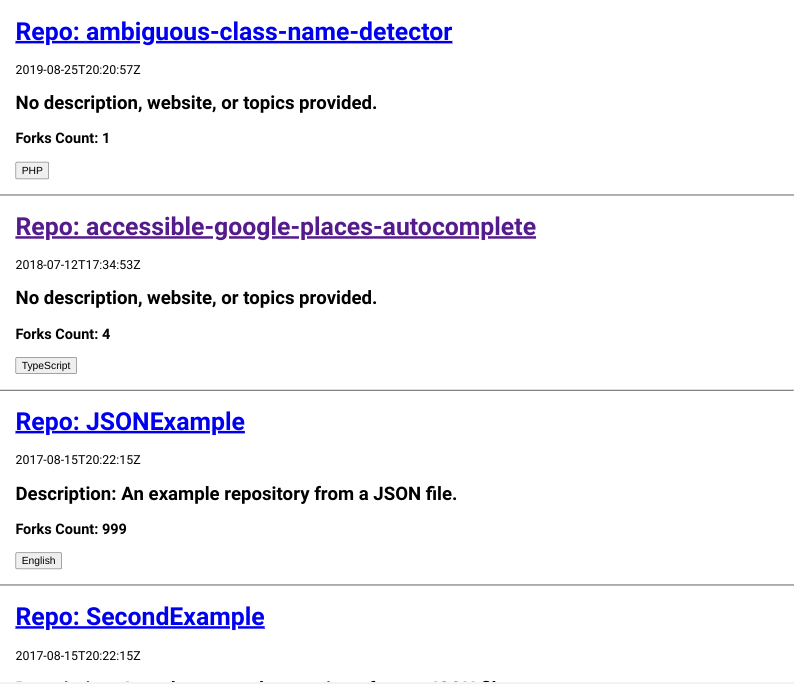 Repo: ambiguous-class-name-detector
2019-08-25T20:20:57Z
No description, website, or topics provided.
Forks Count: 1
PHP
Repo: accessible-google-places-autocomplete
2018-07-12T17:34:53Z
No description, website, or topics provided.
Forks Count: 4
TypeScript
Repo: JSONExample
2017-08-15T20:22:15Z
Description: An example repository from a JSON file.
Forks Count: 999
English
Repo: SecondExample
2017-08-15T20:22:15Z